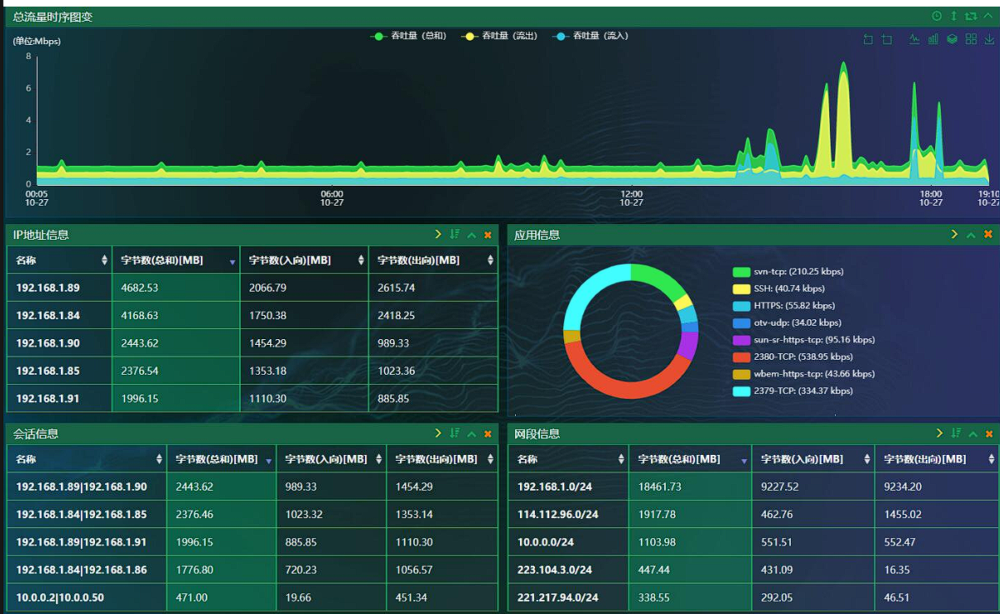 总流量时序图变
(单位:Mbps)
吞吐量（总和） 吞吐量（流出） 吞吐量（流入）
8
6
4
2
0
00:05 06:00 12:00 18:00 19:10
10-27 10-27 10-27 10-27 10-27
IP地址信息
名称 字节数(总和)[MB] 字节数(入向)[MB] 字节数(出向)[MB]
192.168.1.89 4682.53 2066.79 2615.74
192.168.1.84 4168.63 1750.38 2418.25
192.168.1.90 2443.62 1454.29 989.33
192.168.1.85 2376.54 1353.18 1023.36
192.168.1.91 1996.15 1110.30 885.85
应用信息
svn-tcp: (210.25 kbps)
SSH: (40.74 kbps)
HTTPS: (55.82 kbps)
otv-udp: (34.02 kbps)
sun-sr-https-tcp: (95.16 kbps)
2380-TCP: (538.95 kbps)
wbem-https-tcp: (43.66 kbps)
2379-TCP: (334.37 kbps)
会话信息
名称 字节数(总和)[MB] 字节数(入向)[MB] 字节数(出向)[MB]
192.168.1.89|192.168.1.90 2443.62 989.33 1454.29
192.168.1.84|192.168.1.85 2376.46 1023.32 1353.14
192.168.1.89|192.168.1.91 1996.15 885.85 1110.30
192.168.1.84|192.168.1.86 1776.80 720.23 1056.57
10.0.0.2|10.0.0.50 471.00 19.66 451.34
网段信息
名称 字节数(总和)[MB] 字节数(入向)[MB] 字节数(出向)[MB]
192.168.1.0/24 18461.73 9227.52 9234.20
114.112.96.0/24 1917.78 462.76 1455.02
10.0.0.0/24 1103.98 551.51 552.47
223.104.3.0/24 447.44 431.09 16.35
221.217.94.0/24 338.55 292.05 46.51